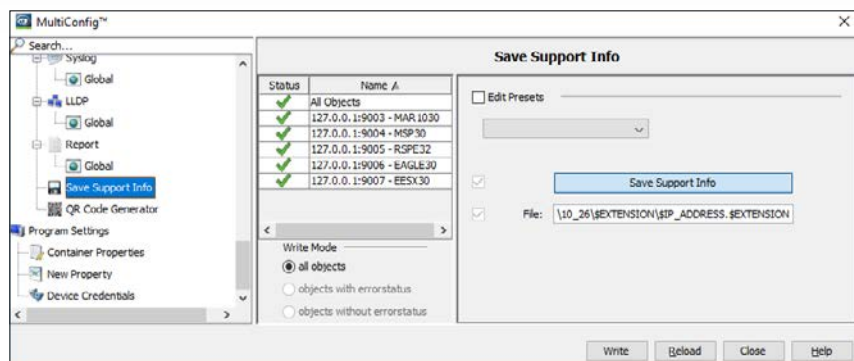 MultiConfig™
Search...
Syslog
Global
LLDP
Global
Report
Global
Save Support Info
QR Code Generator
Program Settings
Container Properties
New Property
Device Credentials
Save Support Info
Status Name
All Objects
127.0.0.1:9003 - MAR1030
127.0.0.1:9004 - MSP30
127.0.0.1:9005 - RSPE32
127.0.0.1:9006 - EAGLE30
127.0.0.1:9007 - EESX30
Write Mode
all objects
objects with errorstatus
objects without errorstatus
Edit Presets
Save Support Info
File: \10_26\$EXTENSION\$IP_ADDRESS.$EXTENSION
Write Reload Close Help